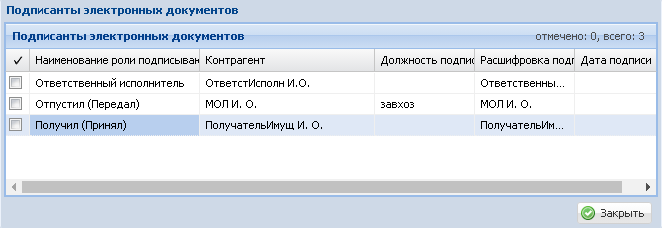 Подписанты электронных документов
Подписанты электронных документов отмечено: 0, всего: 3
✓ Наименование роли подписыван Контрагент Должность подпис Расшифровка подп Дата подписи
Ответственный исполнитель ОтветстИсполн И.О. Ответственны...
Отпустил (Передал) МОЛ И. О. завхоз МОЛ И. О.
Получил (Принял) ПолучательИмущ И. О. ПолучательИм...
Закрыть